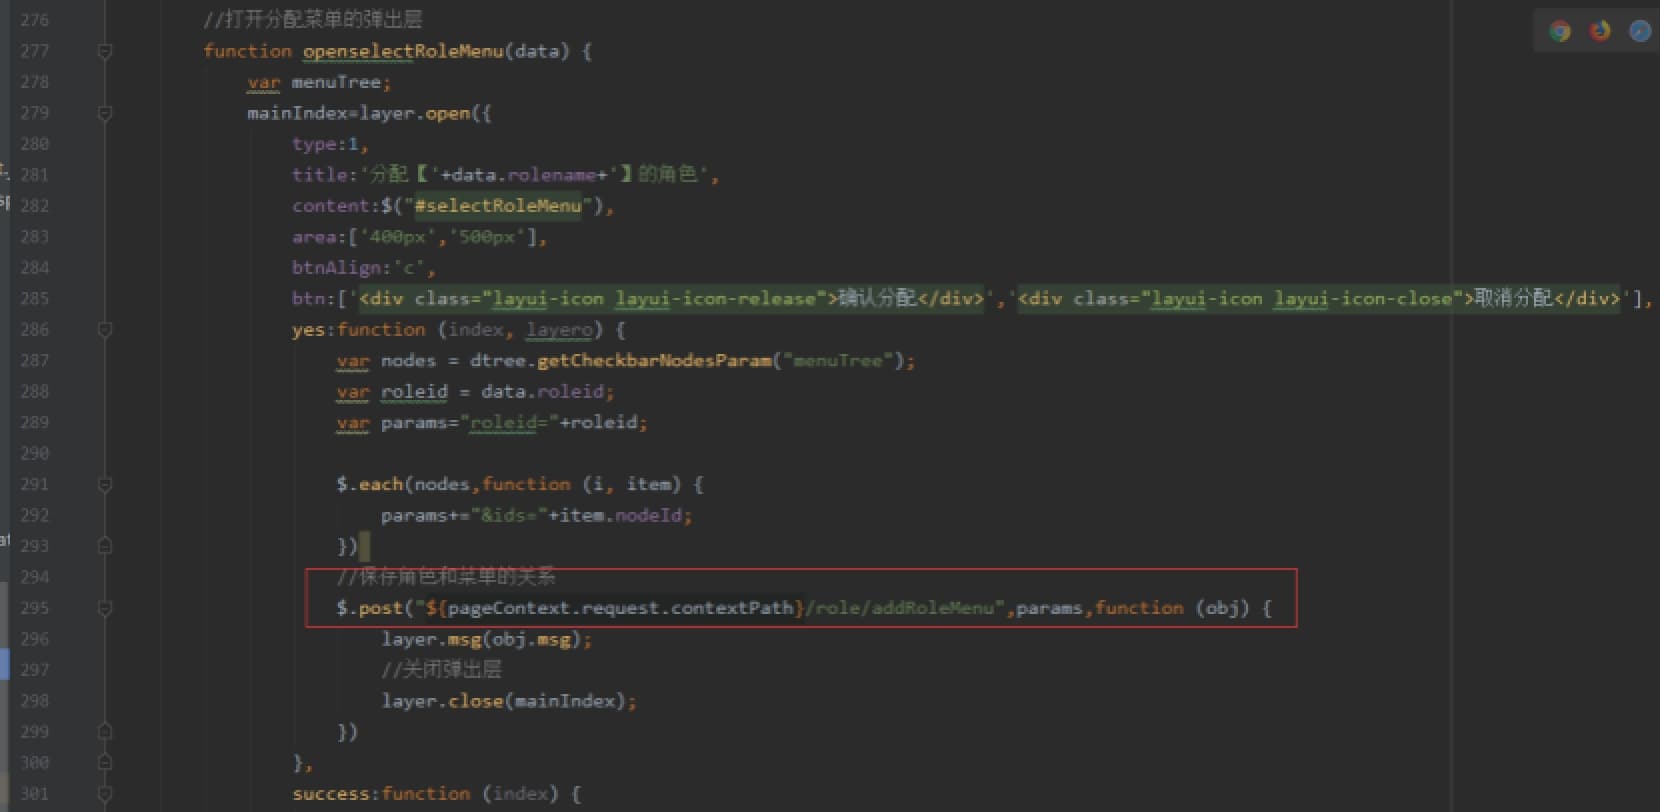 276 //打开分配菜单的弹出层
277 function openselectRoleMenu(data) {
278 var menuTree;
279 mainIndex=layer.open({
280 type:1,
281 title:'分配【'+data.rolename+'】的角色',
282 content:$("#selectRoleMenu"),
283 area:['400px','500px'],
284 btnAlign:'c',
285 btn:['<div class="layui-icon layui-icon-release">确认分配</div>','<div class="layui-icon layui-icon-close">取消分配</div>'],
286 yes:function (index, layero) {
287 var nodes = dtree.getCheckbarNodesParam("menuTree");
288 var roleid = data.roleid;
289 var params="roleid="+roleid;
290
291 $.each(nodes,function (i, item) {
292 params+="&ids="+item.nodeId;
293 })
294 //保存角色和菜单的关系
295 $.post("${pageContext.request.contextPath}/role/addRoleMenu",params,function (obj) {
296 layer.msg(obj.msg);
297 //关闭弹出层
298 layer.close(mainIndex);
299 })
300 },
301 success:function (index) {